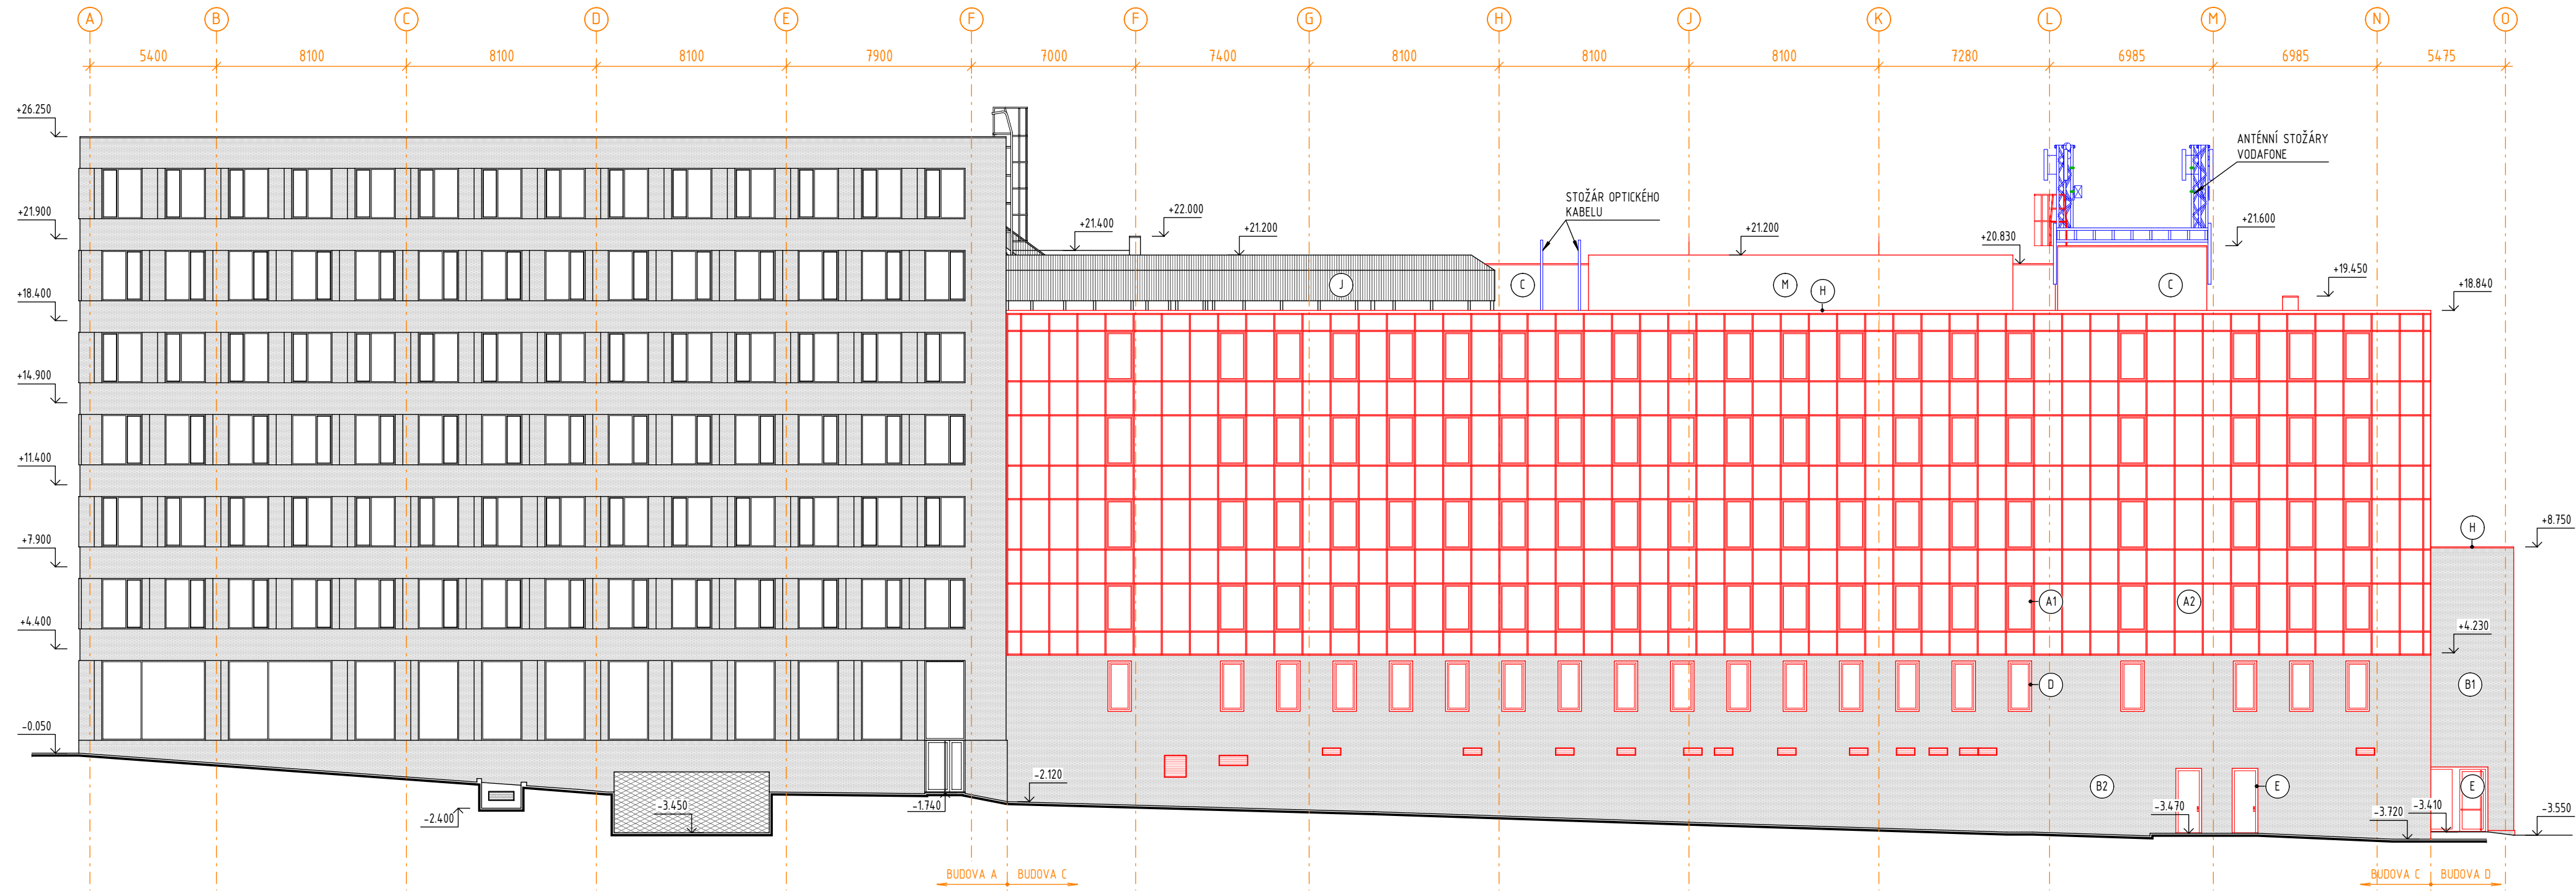 A B C D E F F G H J K L M N O
5400 8100 8100 8100 7900 7000 7400 8100 8100 8100 7280 6985 6985 5475
+26.250
ANTÉNNÍ STOŽÁRY
VODAFONE
STOŽÁR OPTICKÉHO
KABELU
+21.900
+21.400
+22.000
+21.200
+21.200
+20.830
+21.600
+19.450
+18.840
+18.400
J
C
M
H
C
+14.900
+11.400
+7.900
+8.750
H
A1
A2
+4.400
+4.230
D
B1
-0.050
-2.400
-3.450
-1.740
-2.120
B2
E
E
-3.470
-3.720
-3.410
-3.550
BUDOVA A BUDOVA C
BUDOVA C BUDOVA D